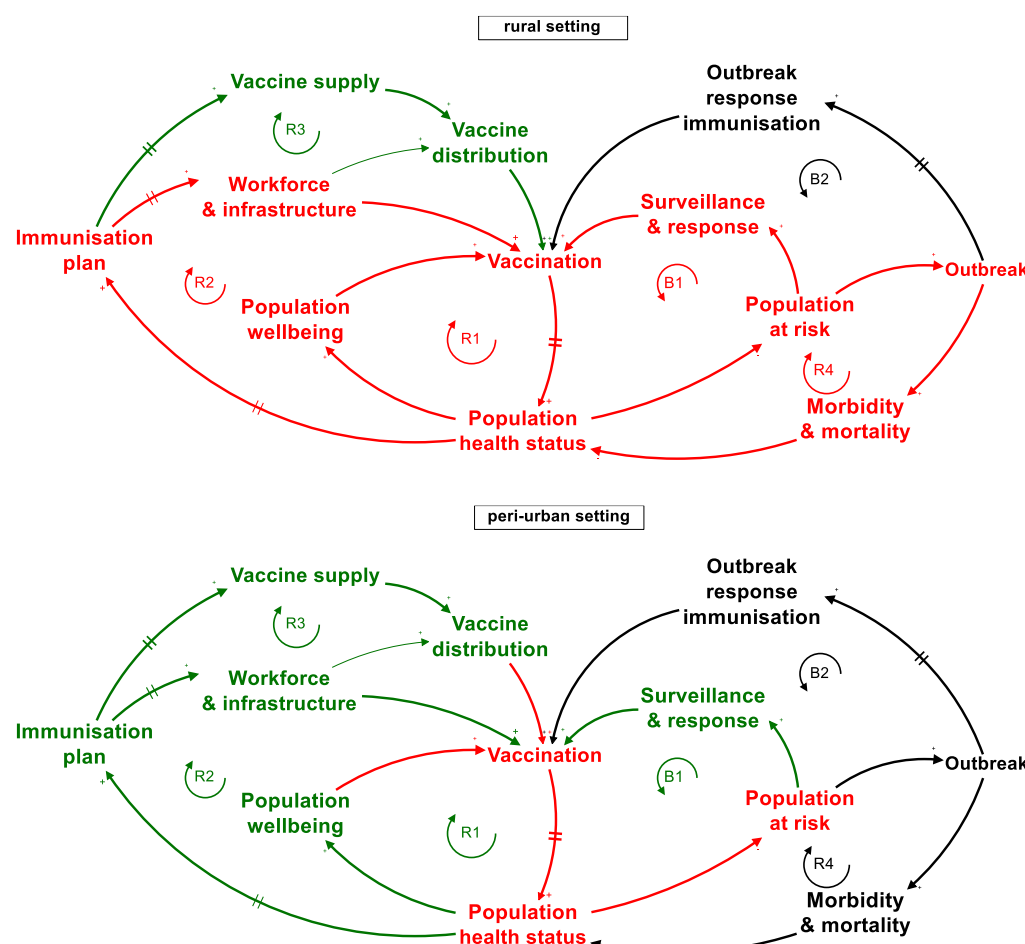 rural setting
Vaccine supply
Outbreak
response
immunisation
R3
Vaccine
distribution
Workforce
& infrastructure
B2
Surveillance
& response
Immunisation
plan
Vaccination
Outbreak
R2
B1
Population
wellbeing
Population
at risk
R1
R4
Population
health status
Morbidity
& mortality
peri-urban setting
Vaccine supply
Outbreak
response
immunisation
R3
Vaccine
distribution
Workforce
& infrastructure
B2
Surveillance
& response
Immunisation
plan
Vaccination
Outbreak
R2
B1
Population
wellbeing
Population
at risk
R1
R4
Population
health status
Morbidity
& mortality